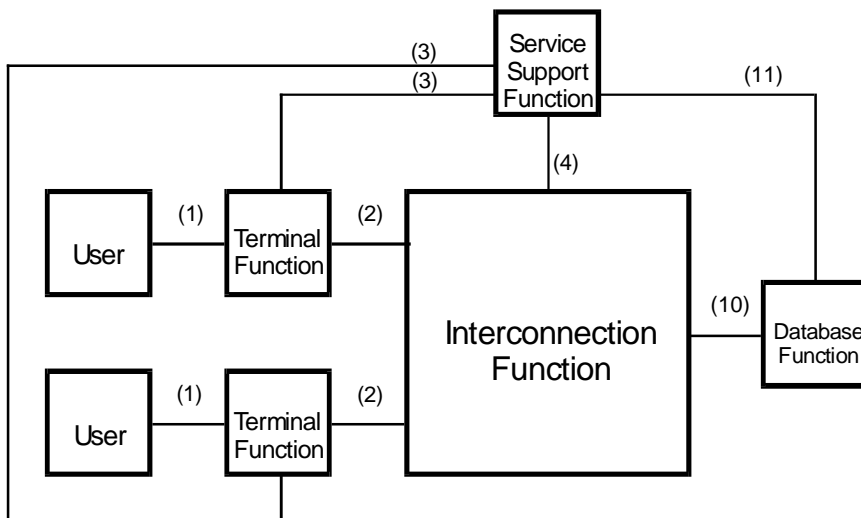 (3)
Service
Support
Function
(3)
(11)
(4)
User
(1)
Terminal
Function
(2)
Interconnection
Function
(10)
Database
Function
User
(1)
Terminal
Function
(2)